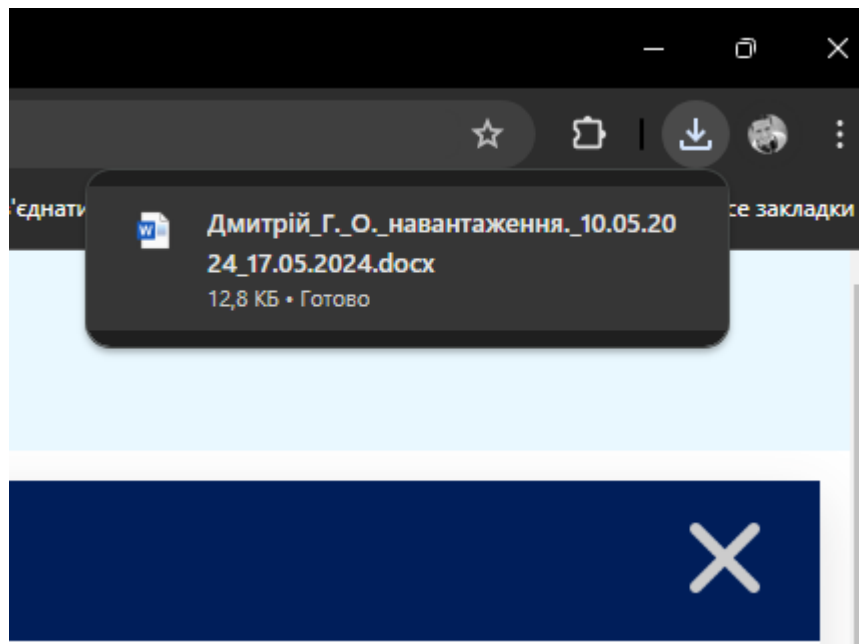 'єднати
Дмитрій_Г._О._навантаження._10.05.20
24_17.05.2024.docx
12,8 КБ • Готово
се закладки